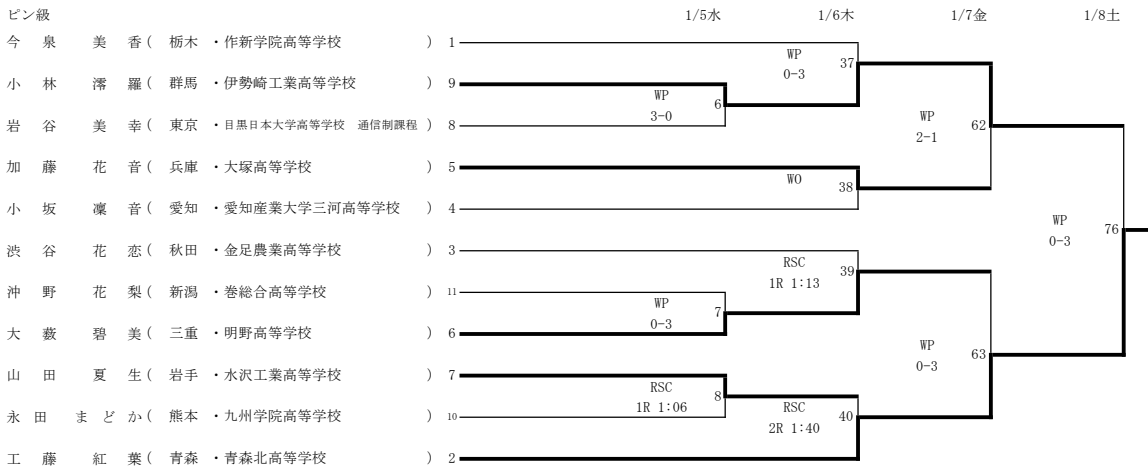 ピン級 1/5水 1/6木 1/7金 1/8土
今泉 美香( 栃木 ・作新学院高等学校 ) 1
WP 0-3 37
小林 澪羅( 群馬 ・伊勢崎工業高等学校 ) 9
WP 3-0 6
岩谷 美幸( 東京 ・目黒日本大学高等学校 通信制課程 ) 8
WP 2-1 62
加藤 花音( 兵庫 ・大塚高等学校 ) 5
WO 38
小坂 凜音( 愛知 ・愛知産業大学三河高等学校 ) 4
WP 0-3 76
渋谷 花恋( 秋田 ・金足農業高等学校 ) 3
RSC 1R 1:13 39
沖野 花梨( 新潟 ・巻総合高等学校 ) 11
WP 0-3 7
大薮 碧美( 三重 ・明野高等学校 ) 6
WP 0-3 63
山田 夏生( 岩手 ・水沢工業高等学校 ) 7
RSC 1R 1:06 8
永田 まどか( 熊本 ・九州学院高等学校 ) 10
RSC 2R 1:40 40
工藤 紅葉( 青森 ・青森北高等学校 ) 2